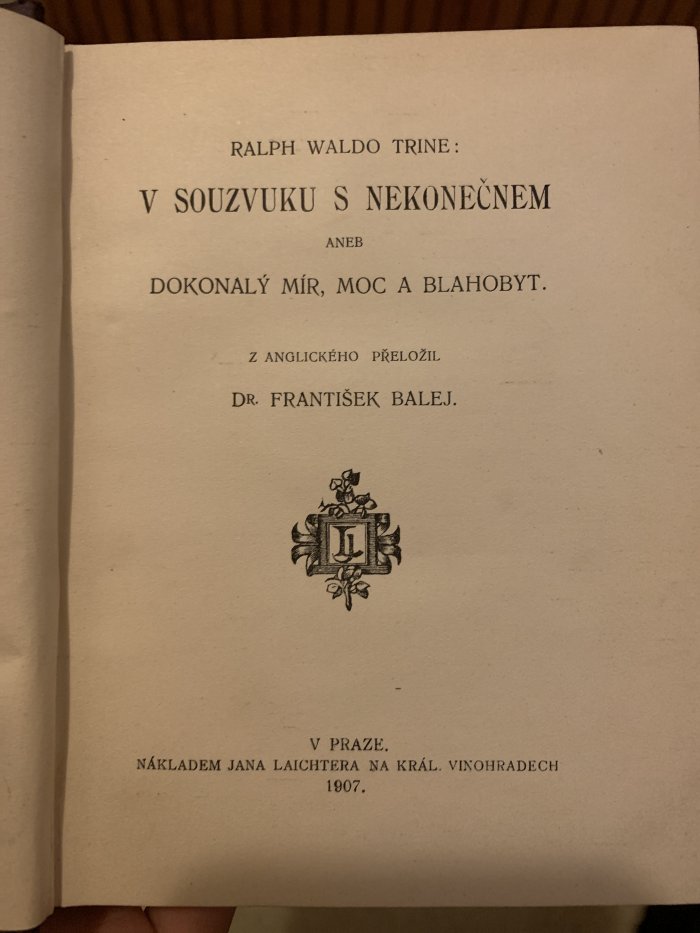 RALPH WALDO TRINE:
V SOUZVUKU S NEKONEČNEM
ANEB
DOKONALÝ MÍR, MOC A BLAHOBYT.
Z ANGLICKÉHO PŘELOŽIL
DR. FRANTIŠEK BALEJ.
JL
V PRAZE.
NÁKLADEM JANA LAICHTERA NA KRÁL. VINOHRADECH
1907.